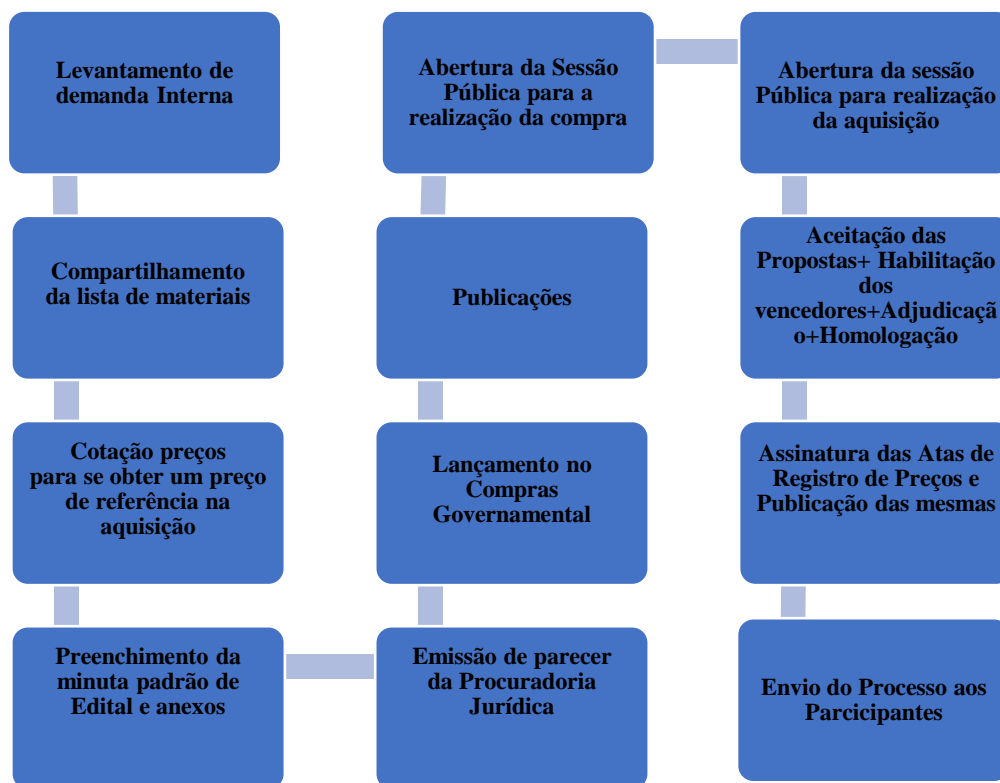 Levantamento de
demanda Interna
Compartilhamento
da lista de materiais
Cotação preços
para se obter um preço
de referência na
aquisição
Preenchimento da
minuta padrão de
Edital e anexos
Emissão de parecer
da Procuradoria
Jurídica
Lançamento no
Compras
Governamental
Publicações
Abertura da Sessão
Pública para a
realização da compra
Abertura da sessão
Pública para realização
da aquisição
Aceitação das
Propostas+ Habilitação
dos
vencedores+Adjudicaçã
o+Homologação
Assinatura das Atas de
Registro de Preços e
Publicação das mesmas
Envio do Processo aos
Parcicipantes